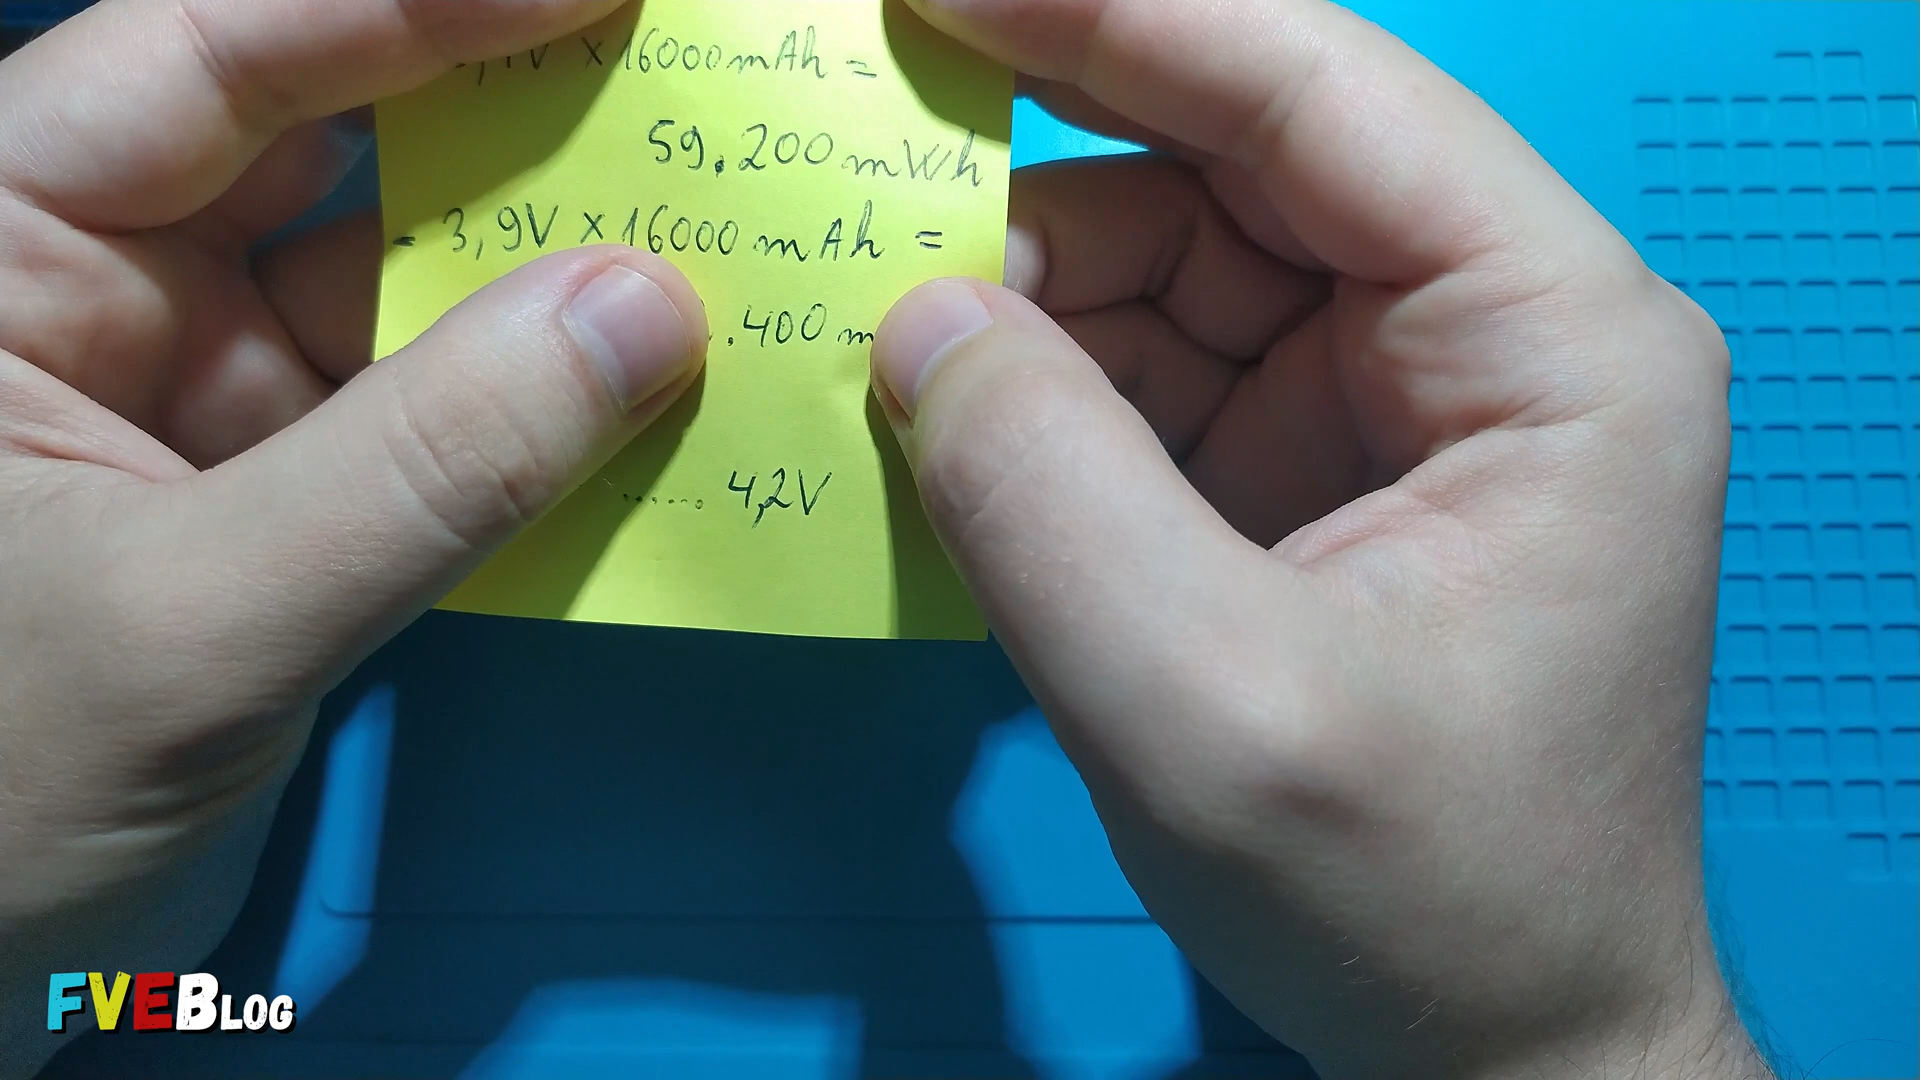 V x 16000 mAh =
59.200 mWh
- 3,9V x 16000 mAh =
.400 m
...... 4,2V
FVEBLOG